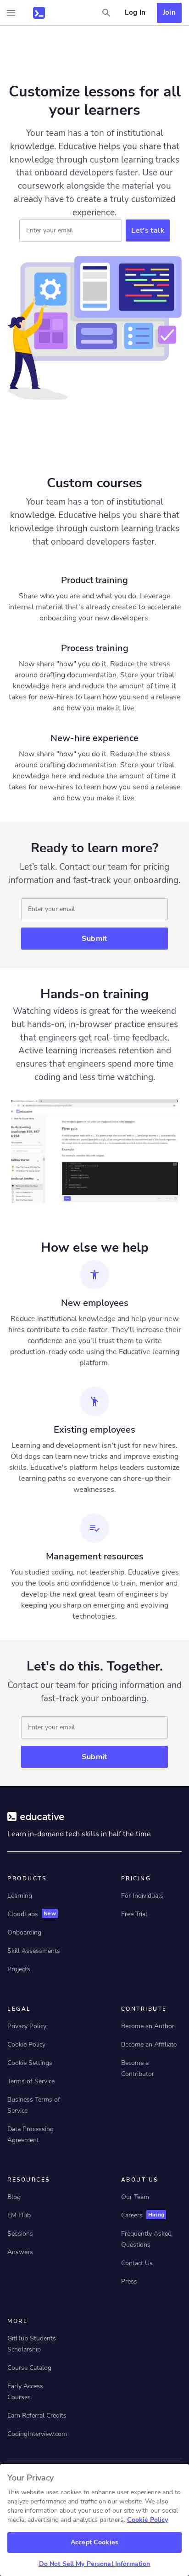 Log In
Join
Customize lessons for all
your learners
Your team has a ton of institutional
knowledge. Educative helps you share that
knowledge through custom learning tracks
that onboard developers faster. Use our
coursework alongside the material you
already have to create a truly customized
experience.
Enter your email
Let's talk
Custom courses
Your team has a ton of institutional
knowledge. Educative helps you share that
knowledge through custom learning tracks
that onboard developers faster.
Product training
Share who you are and what you do. Leverage
internal material that's already created to accelerate
onboarding your new developers.
Process training
Now share "how" you do it. Reduce the stress
around drafting documentation. Store your tribal
knowledge here and reduce the amount of time it
takes for new-hires to learn how you send a release
and how you make it live.
New-hire experience
Now share "how" you do it. Reduce the stress
around drafting documentation. Store your tribal
knowledge here and reduce the amount of time it
takes for new-hires to learn how you send a release
and how you make it live.
Ready to learn more?
Let's talk. Contact our team for pricing
information and fast-track your onboarding.
Enter your email
Submit
Hands-on training
Watching videos is great for the weekend
but hands-on, in-browser practice ensures
that engineers get real-time feedback.
Active learning increases retention and
ensures that engineers spend more time
coding and less time watching.
How else we help
New employees
Reduce institutional knowledge and help your new
hires contribute to code faster. They'll increase their
confidence and you'll trust them to write
production-ready code using the Educative learning
platform.
Existing employees
Learning and development isn't just for new hires.
Old dogs can learn new tricks and improve existing
skills. Educative's platform helps leaders customize
learning paths so everyone can shore-up their
weaknesses.
Management resources
You studied coding, not leadership. Educative gives
you the tools and confidence to train, mentor and
develop the next great team of engineers by
keeping you sharp on emerging and evolving
technologies.
Let's do this. Together.
Contact our team for pricing information and
fast-track your onboarding.
Enter your email
Submit
educative
Learn in-demand tech skills in half the time
PRODUCTS
Learning
CloudLabs New
Onboarding
Skill Assessments
Projects
PRICING
For Individuals
Free Trial
LEGAL
Privacy Policy
Cookie Policy
Cookie Settings
Terms of Service
Business Terms of
Service
Data Processing
Agreement
CONTRIBUTE
Become an Author
Become an Affiliate
Become a
Contributor
RESOURCES
Blog
EM Hub
Sessions
Answers
ABOUT US
Our Team
Careers Hiring
Frequently Asked
Questions
Contact Us
Press
MORE
GitHub Students
Scholarship
Course Catalog
Early Access
Courses
Earn Referral Credits
CodingInterview.com
Your Privacy
This website uses cookies to enhance user experience and to
analyze performance and traffic on our website. We also
share information about your use of our site with our social
media, advertising and analytics partners. Cookie Policy
Accept Cookies
Do Not Sell My Personal Information